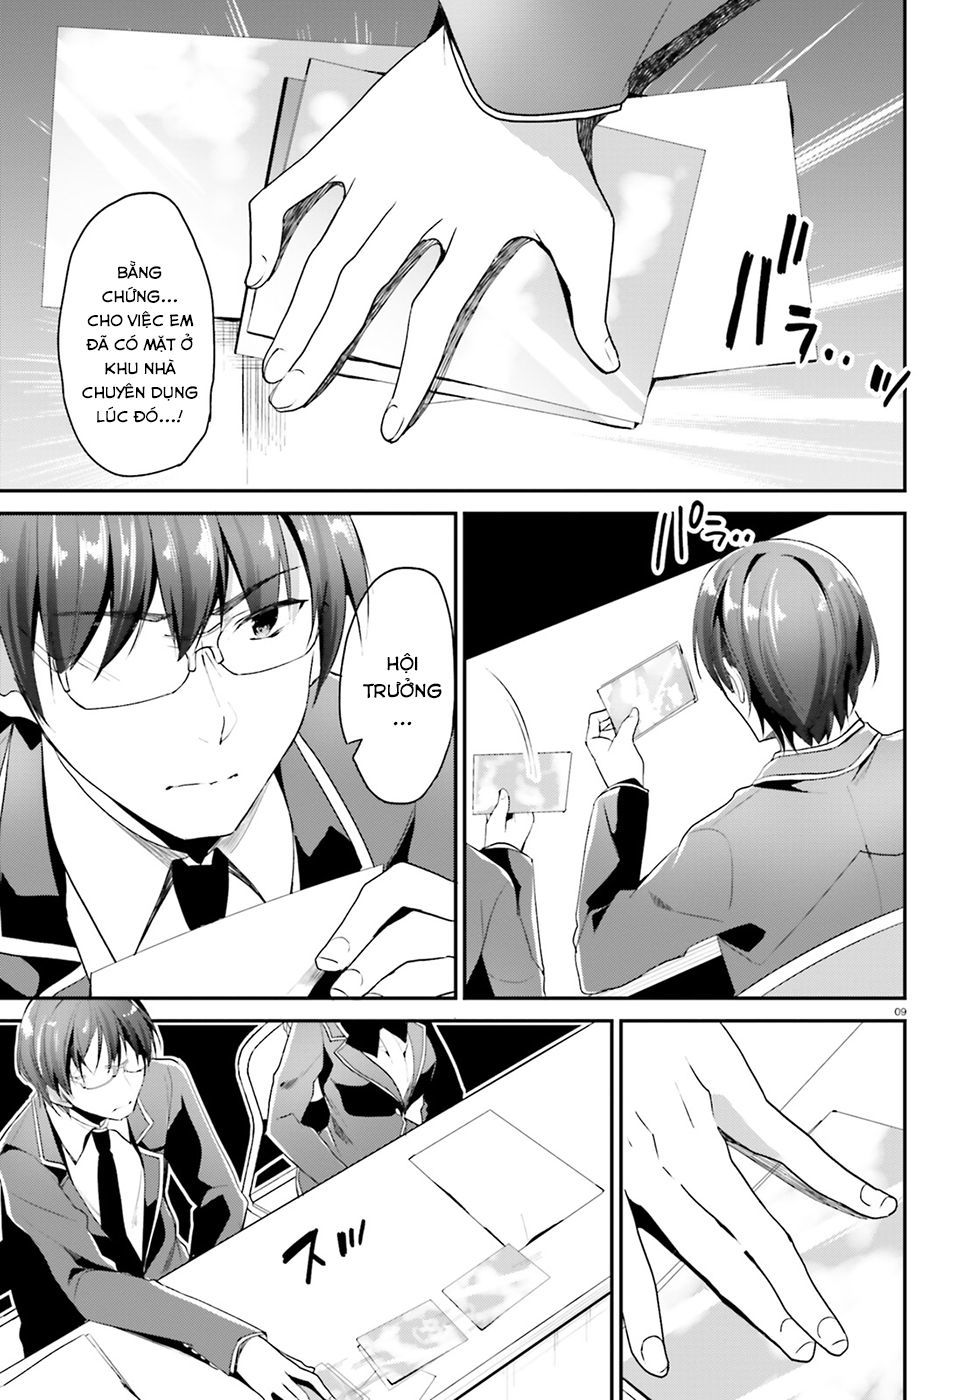 BẰNG
CHỨNG...
CHO VIỆC EM
ĐÃ CÓ MẶT Ở
KHU NHÀ
CHUYÊN DỤNG
LÚC ĐÓ...!
パラ..ッ
パラ..
HỘI
TRƯỞNG
...
09
スッ